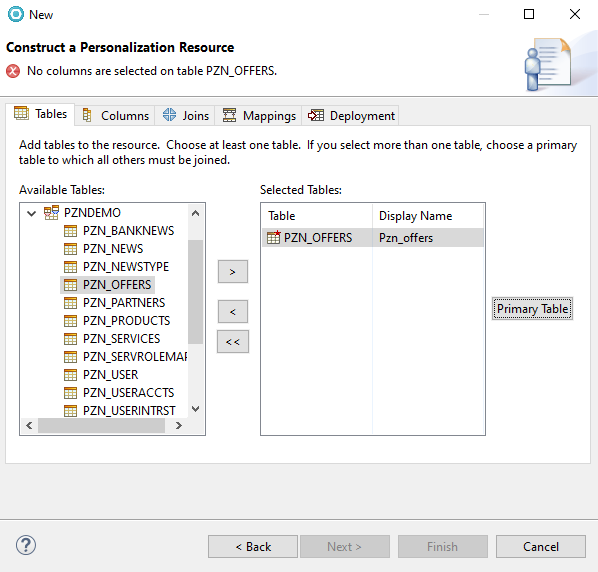 New
Construct a Personalization Resource
No columns are selected on table PZN_OFFERS.
Tables
Columns
Joins
Mappings
Deployment
Add tables to the resource. Choose at least one table. If you select more than one table, choose a primary
table to which all others must be joined.
Available Tables:
PZNDEMO
PZN_BANKNEWS
PZN_NEWS
PZN_NEWSTYPE
PZN_OFFERS
PZN_PARTNERS
PZN_PRODUCTS
PZN_SERVICES
PZN_SERVROLEMAP
PZN_USER
PZN_USERACCTS
PZN_USERINTRST
>
<
<<
Selected Tables:
Table Display Name
PZN_OFFERS Pzn_offers
Primary Table
?
< Back
Next >
Finish
Cancel